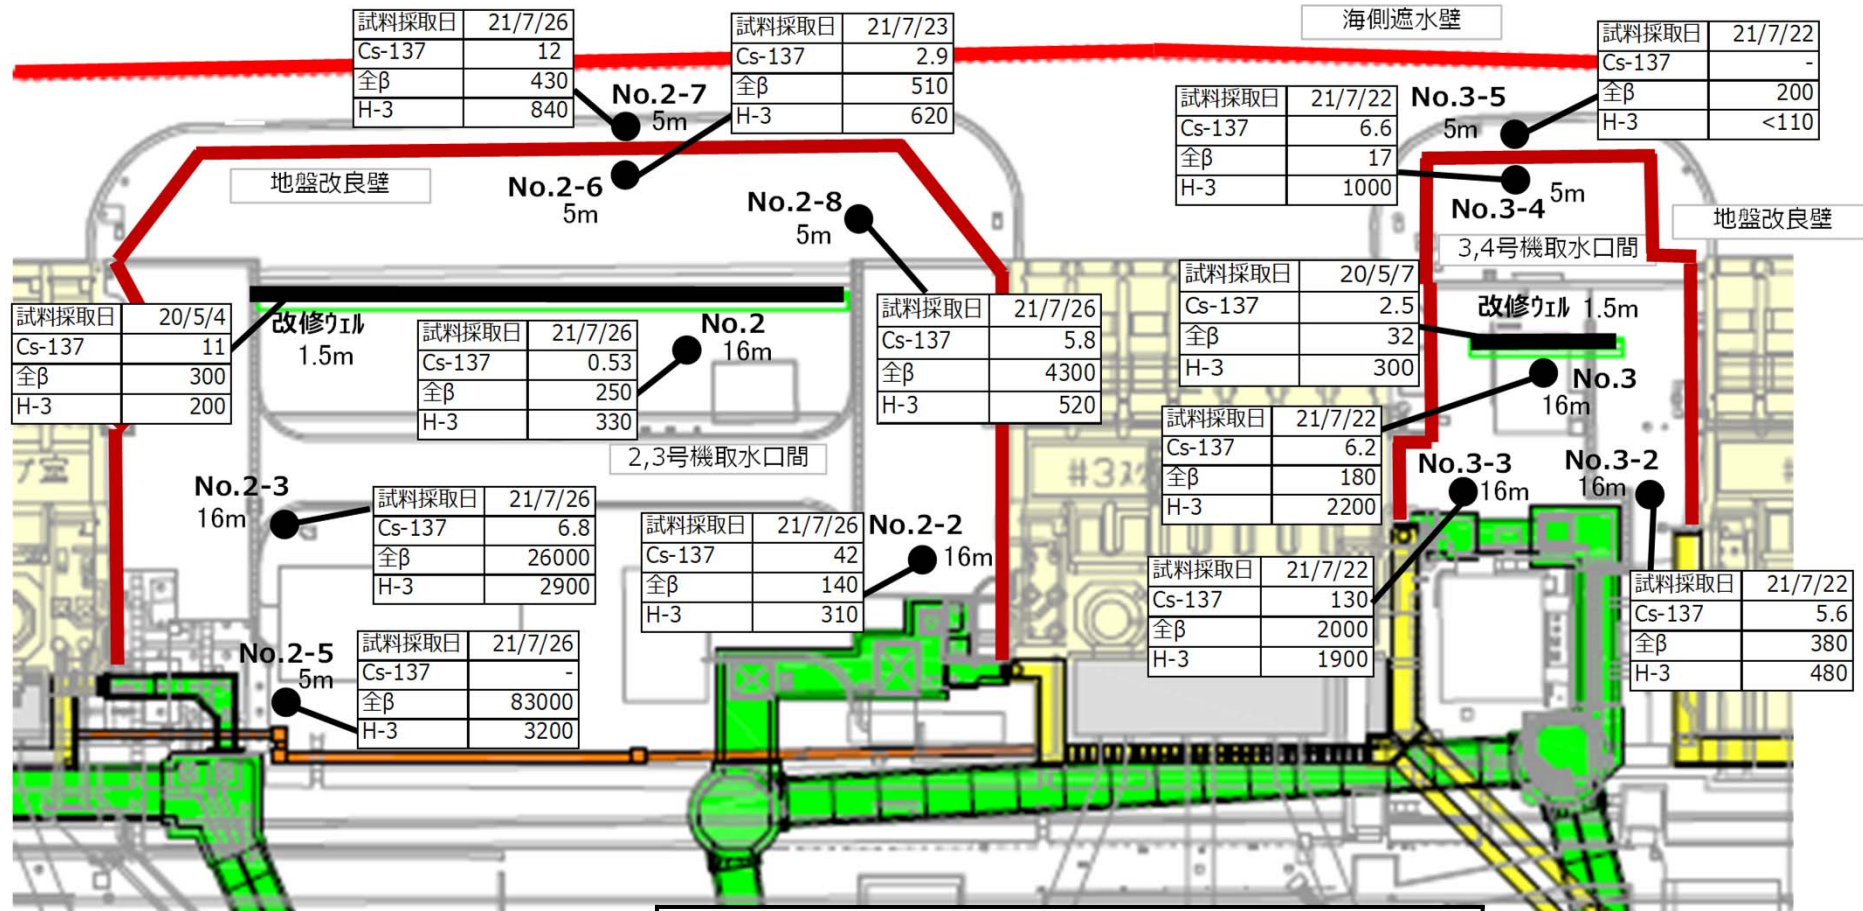 海側遮水壁
試料採取日 21/7/26
Cs-137 12
全β 430
H-3 840
No.2-7
5m
試料採取日 21/7/23
Cs-137 2.9
全β 510
H-3 620
試料採取日 21/7/22
Cs-137 -
全β 200
H-3 <110
No.3-5
5m
試料採取日 21/7/22
Cs-137 6.6
全β 17
H-3 1000
地盤改良壁
No.2-6
5m
No.2-8
5m
No.3-4
5m
地盤改良壁
3,4号機取水口間
試料採取日 20/5/4
Cs-137 11
全β 300
H-3 200
改修ウェル
1.5m
試料採取日 21/7/26
Cs-137 0.53
全β 250
H-3 330
No.2
16m
試料採取日 21/7/26
Cs-137 5.8
全β 4300
H-3 520
試料採取日 20/5/7
Cs-137 2.5
全β 32
H-3 300
改修ウェル 1.5m
No.3
16m
試料採取日 21/7/22
Cs-137 6.2
全β 180
H-3 2200
2,3号機取水口間
No.2-3
16m
試料採取日 21/7/26
Cs-137 6.8
全β 26000
H-3 2900
試料採取日 21/7/26
Cs-137 42
全β 140
H-3 310
No.2-2
16m
No.3-3
16m
No.3-2
16m
試料採取日 21/7/22
Cs-137 130
全β 2000
H-3 1900
試料採取日 21/7/22
Cs-137 5.6
全β 380
H-3 480
No.2-5
5m
試料採取日 21/7/26
Cs-137 -
全β 83000
H-3 3200
室
#3